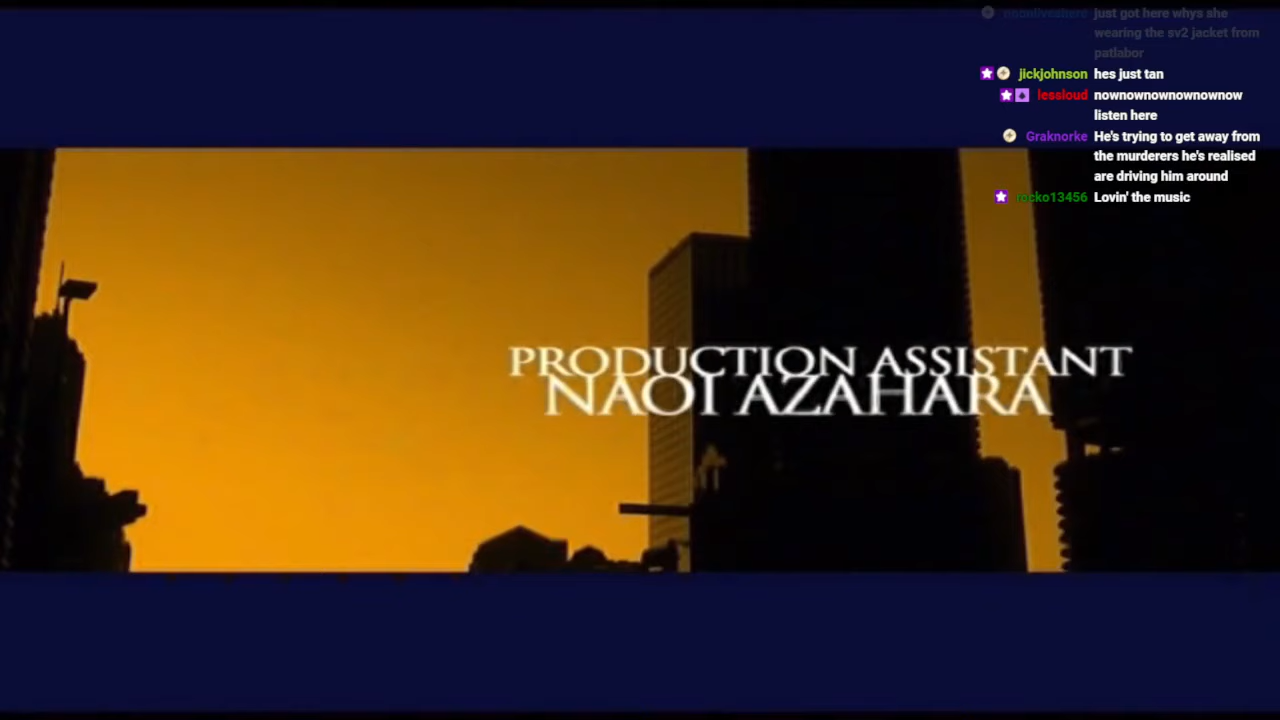 noonliveshere just got here whys she
wearing the sv2 jacket from
patlabor
jickjohnson hes just tan
lessloud nownownownownownow
listen here
Graknorke He's trying to get away from
the murderers he's realised
are driving him around
rocko13456 Lovin' the music
PRODUCTION ASSISTANT
NAOI AZAHARA